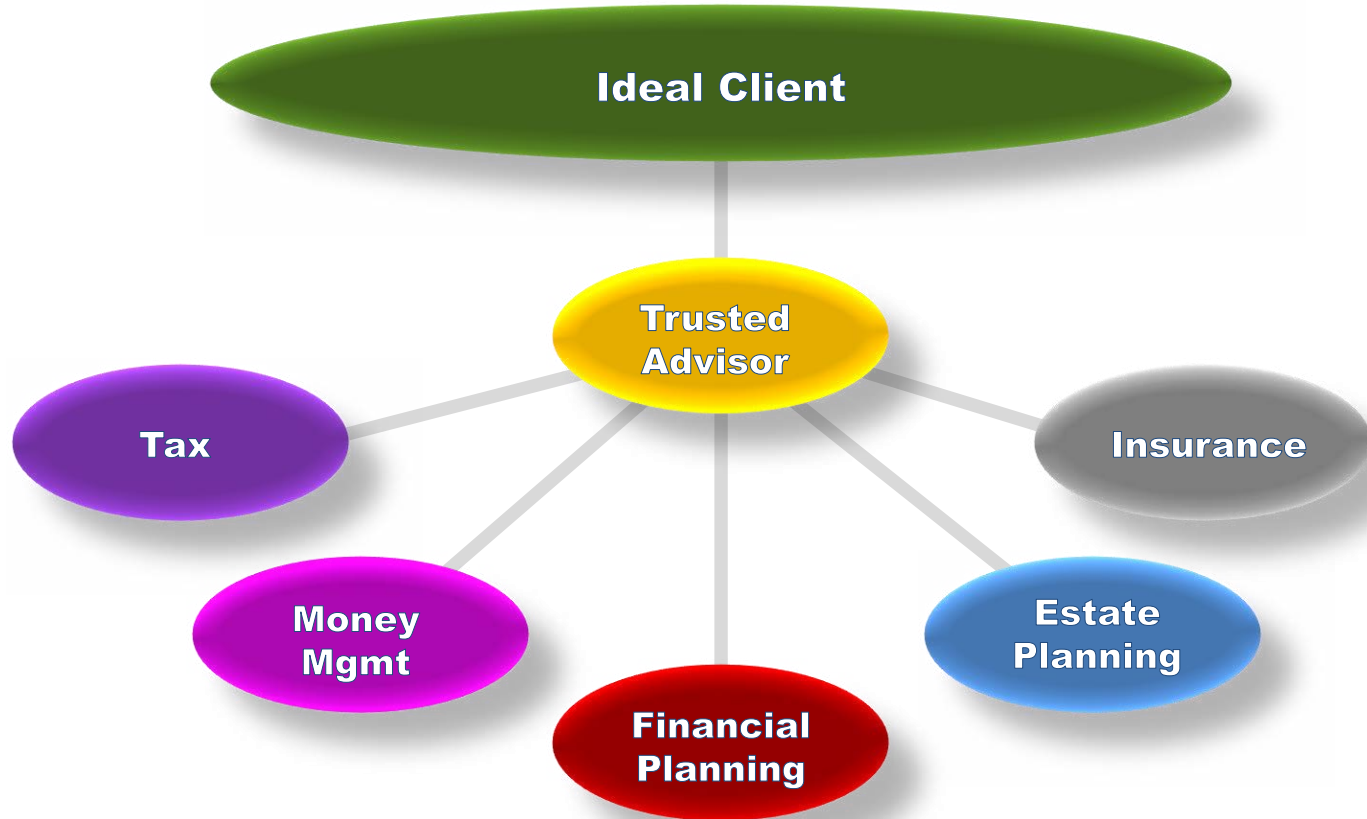 Ideal Client
Trusted
Advisor
Tax
Insurance
Money
Mgmt
Estate
Planning
Financial
Planning